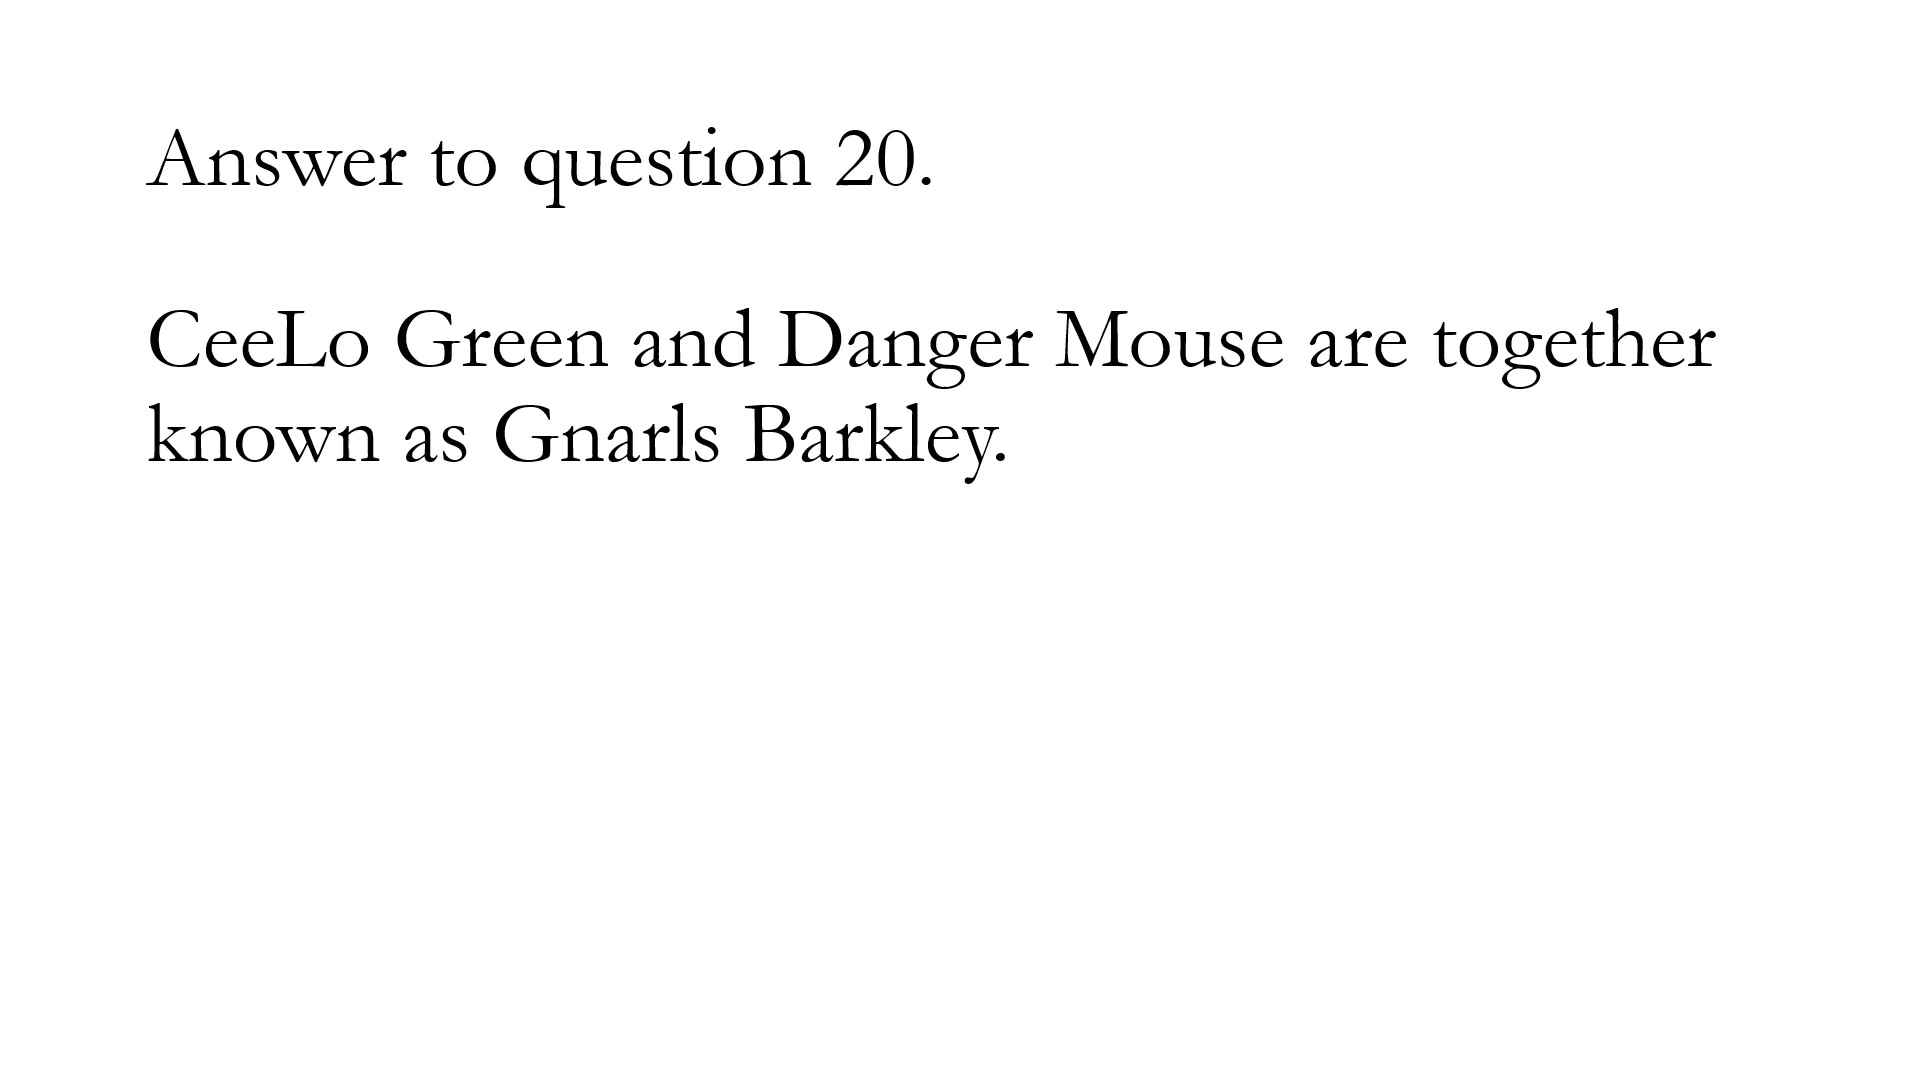 Answer to question 20.
CeeLo Green and Danger Mouse are together
known as Gnarls Barkley.